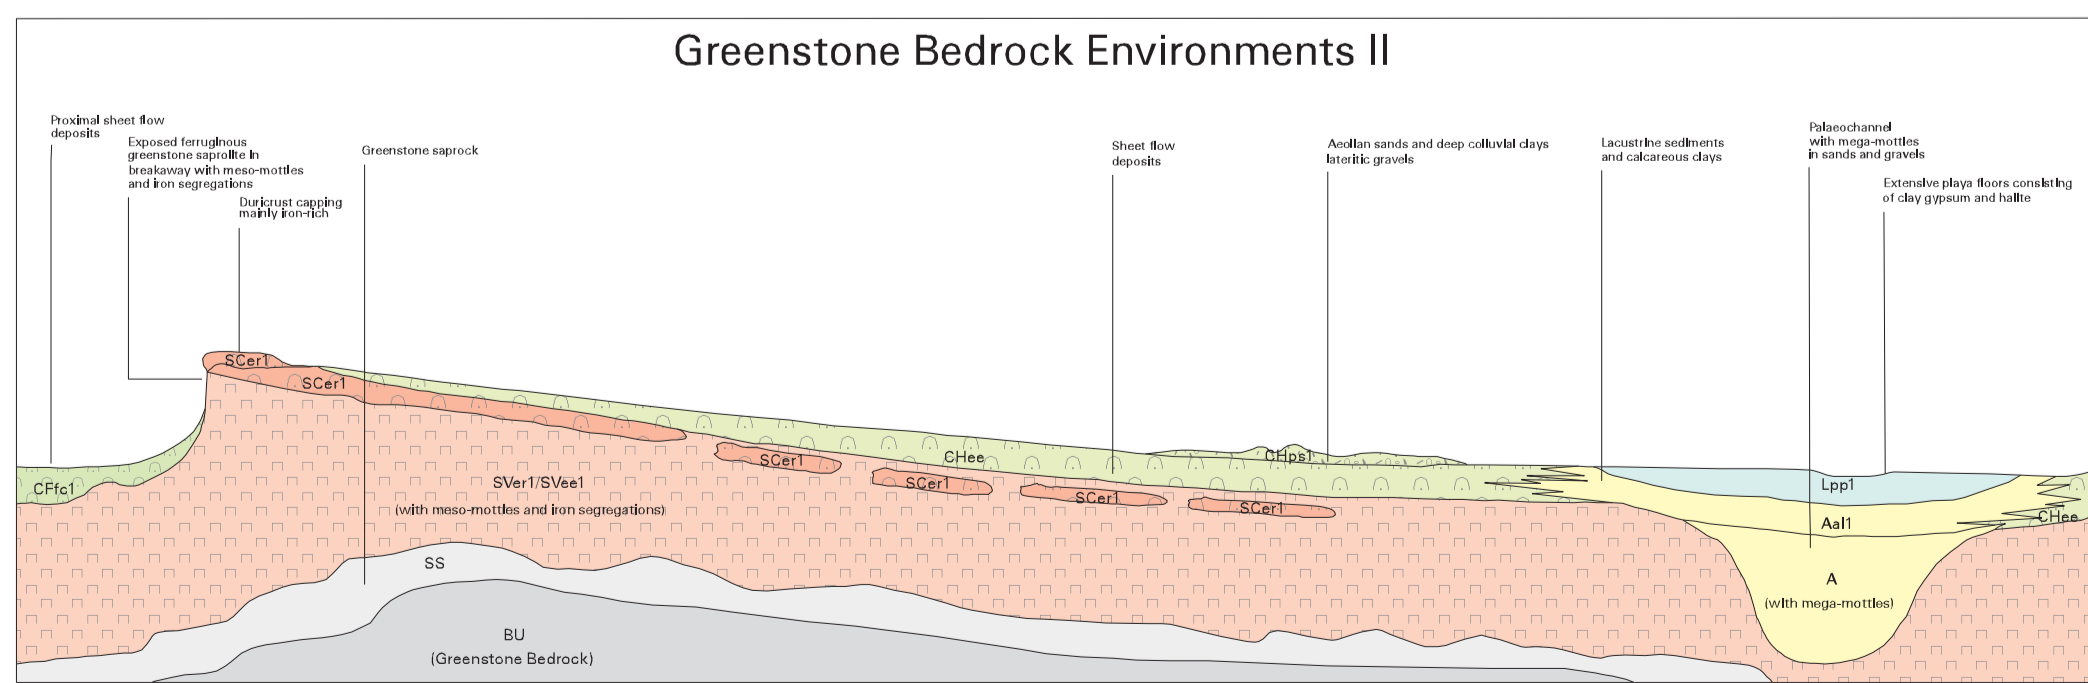 Greenstone Bedrock Environments II
Proximal sheet flow
deposits
Exposed ferruginous
greenstone saprolite in
breakaway with meso-mottles
and iron segregations
Duricrust capping
mainly iron-rich
Greenstone saprock
Sheet flow
deposits
Aeolian sands and deep colluvial clays
lateritic gravels
Lacustrine sediments
and calcareous clays
Palaeochannel
with mega-mottles
in sands and gravels
Extensive playa floors consisting
of clay gypsum and halite
SCer1
SCer1
CFfc1
SVer1/SVee1
(with meso-mottles and iron segregations)
SS
BU
(Greenstone Bedrock)
SCer1
SCer1
SCer1
SCer1
CHee
CHps1
Lpp1
Aal1
A
(with mega-mottles)
CHee